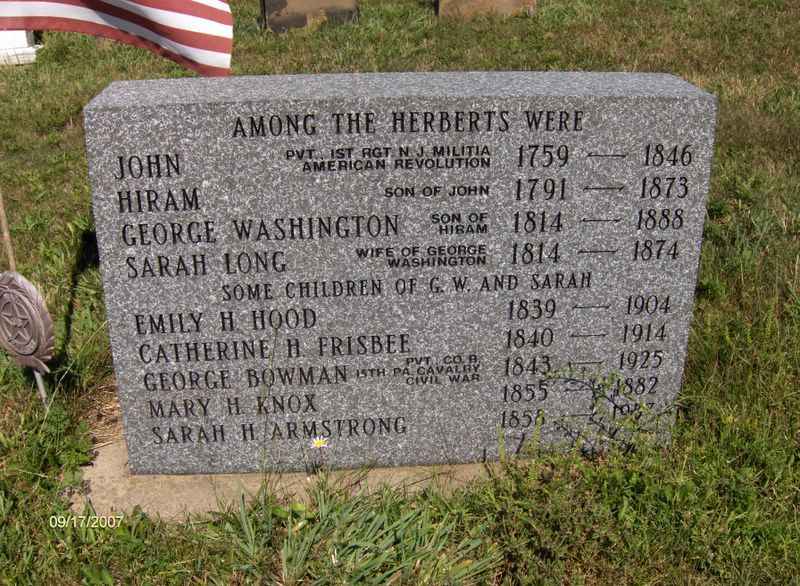 AMONG THE HERBERTS WERE
JOHN PVT., 1ST RGT N.J. MILITIA AMERICAN REVOLUTION 1759 — 1846
HIRAM SON OF JOHN 1791 — 1873
GEORGE WASHINGTON SON OF HIRAM 1814 — 1888
SARAH LONG WIFE OF GEORGE WASHINGTON 1814 — 1874
SOME CHILDREN OF G. W. AND SARAH
EMILY H. HOOD 1839 — 1904
CATHERINE H. FRISBEE 1840 — 1914
GEORGE BOWMAN PVT., CO. B, 15TH PA. CAVALRY CIVIL WAR 1843 — 1925
MARY H. KNOX 1855 — 1882
SARAH H. ARMSTRONG
09/17/2007